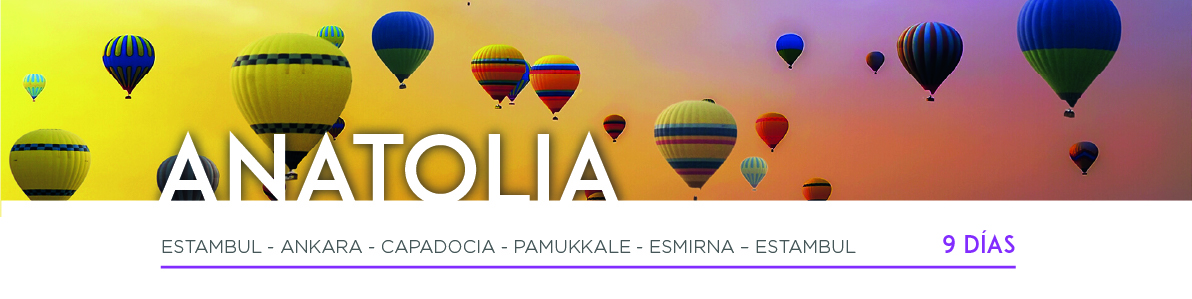 ANATOLIA
ESTAMBUL - ANKARA - CAPADOCIA - PAMUKKALE - ESMIRNA – ESTAMBUL 9 DÍAS